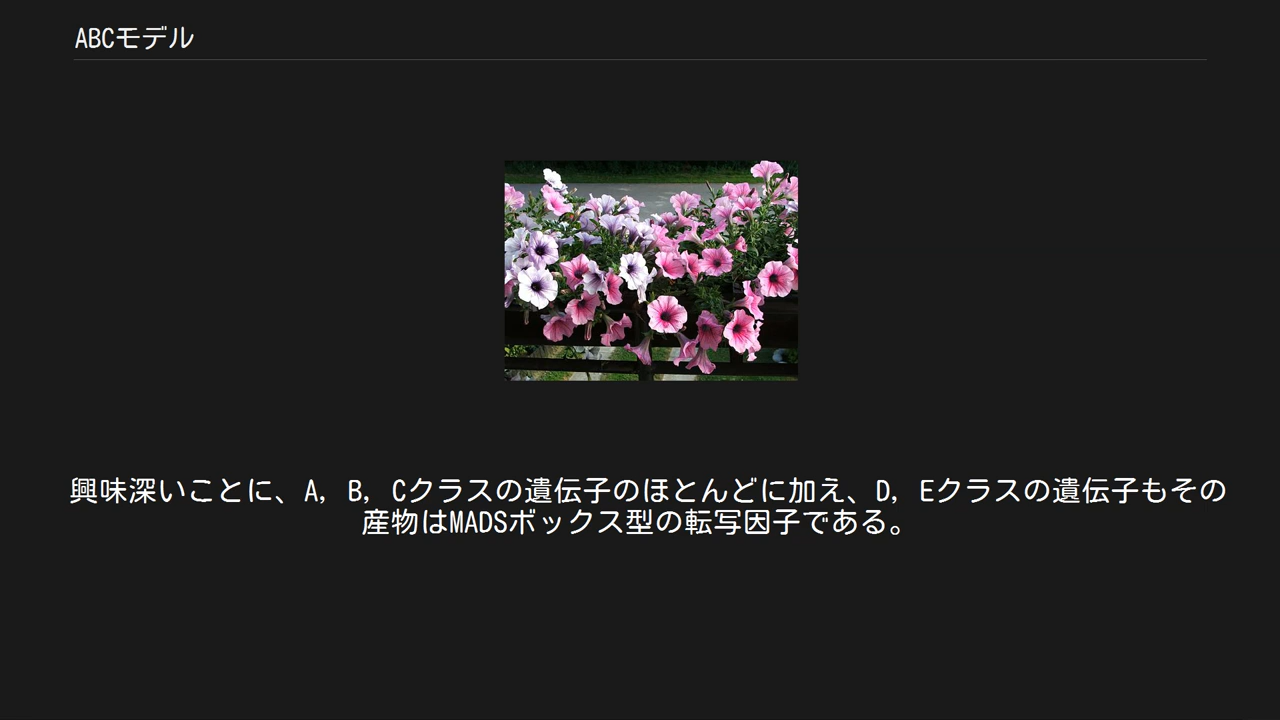 ABCモデル
興味深いことに、A, B, Cクラスの遺伝子のほとんどに加え、D, Eクラスの遺伝子もその
産物はMADSボックス型の転写因子である。